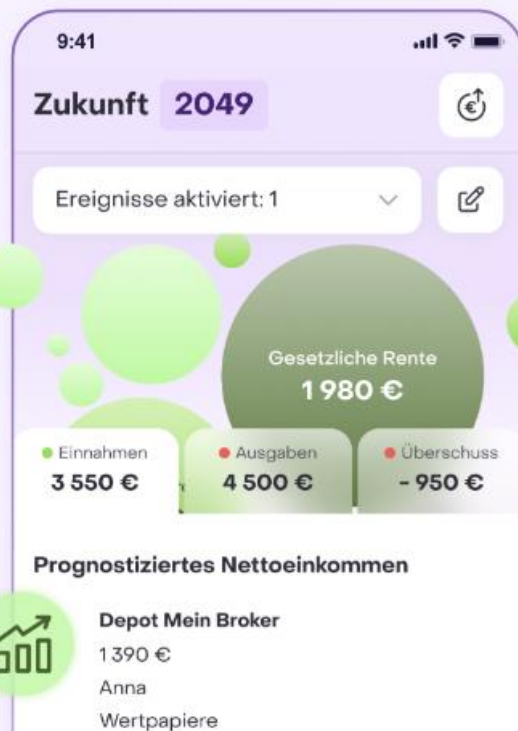 9:41
Zukunft 2049
Ereignisse aktiviert: 1
Gesetzliche Rente
1 980 €
Einnahmen
3 550 €
Ausgaben
4 500 €
Überschuss
- 950 €
Prognostiziertes Nettoeinkommen
Depot Mein Broker
1 390 €
Anna
Wertpapiere